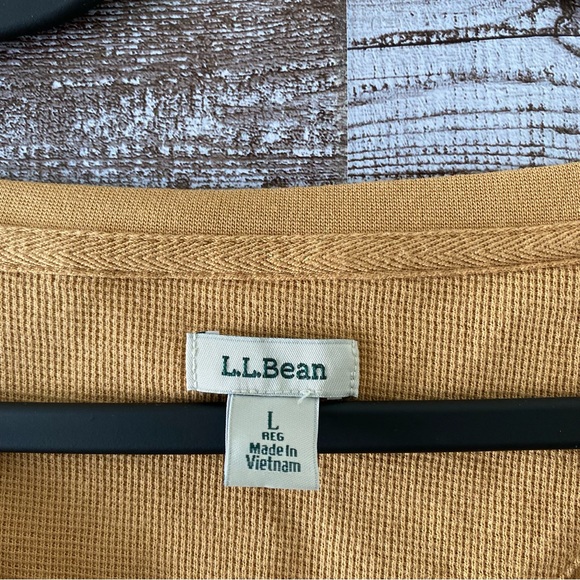 L.L.Bean
L
REG
Made In
Vietnam